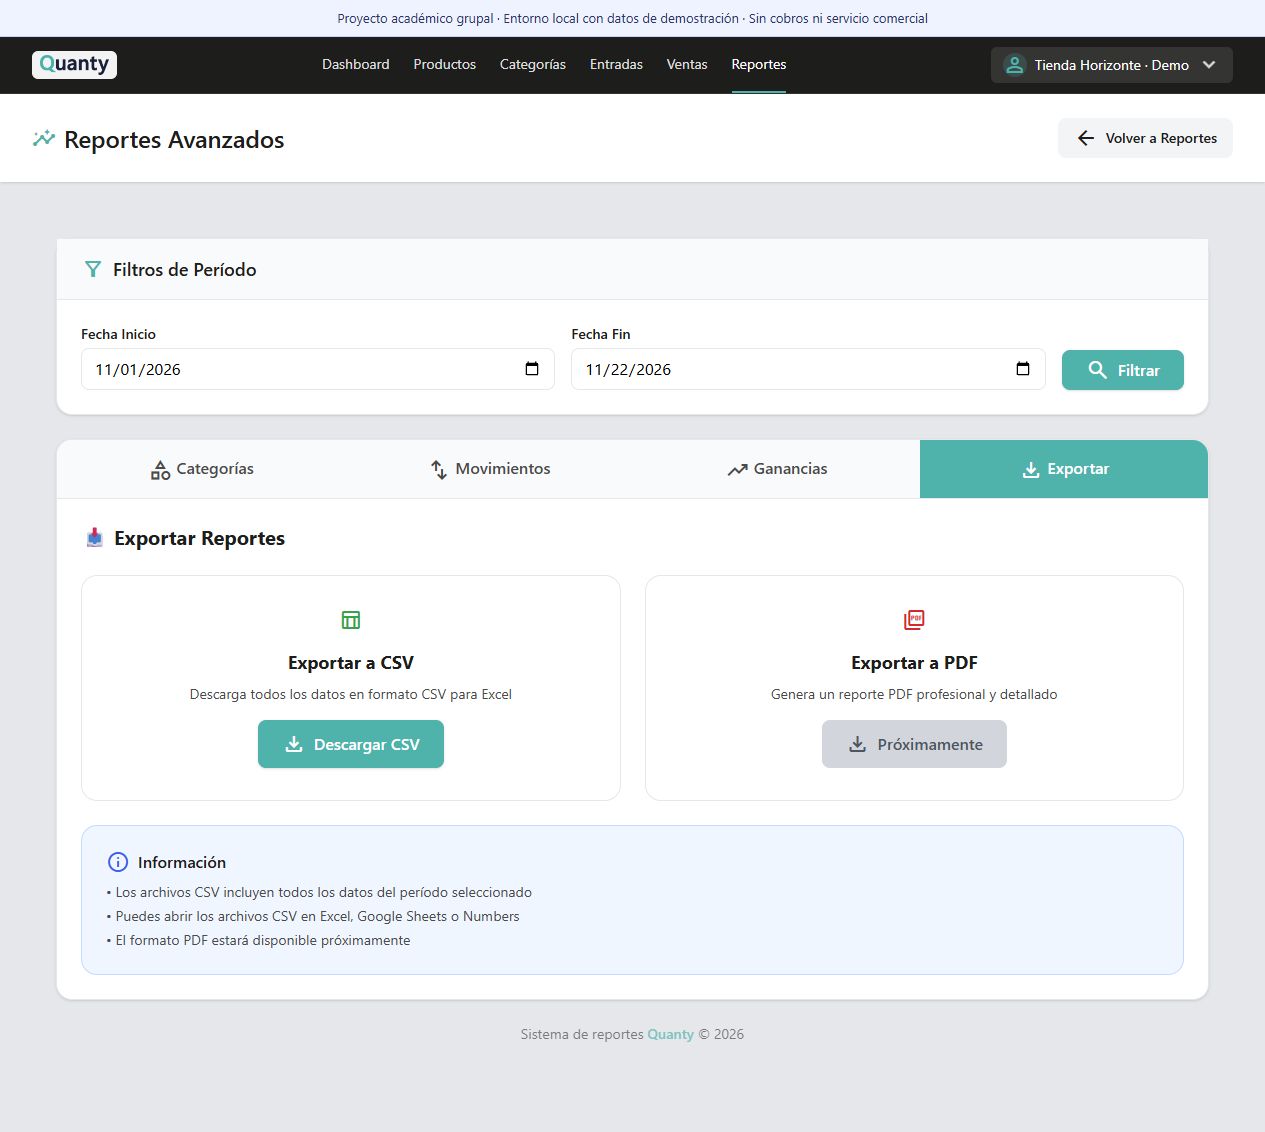 Proyecto académico grupal · Entorno local con datos de demostración · Sin cobros ni servicio comercial
Quanty
Dashboard
Productos
Categorías
Entradas
Ventas
Reportes
Tienda Horizonte · Demo
Reportes Avanzados
Volver a Reportes
Filtros de Período
Fecha Inicio
Fecha Fin
11/01/2026
11/22/2026
Filtrar
Categorías
Movimientos
Ganancias
Exportar
Exportar Reportes
Exportar a CSV
Descarga todos los datos en formato CSV para Excel
Descargar CSV
PDF
Exportar a PDF
Genera un reporte PDF profesional y detallado
Próximamente
Información
• Los archivos CSV incluyen todos los datos del período seleccionado
• Puedes abrir los archivos CSV en Excel, Google Sheets o Numbers
• El formato PDF estará disponible próximamente
Sistema de reportes Quanty © 2026